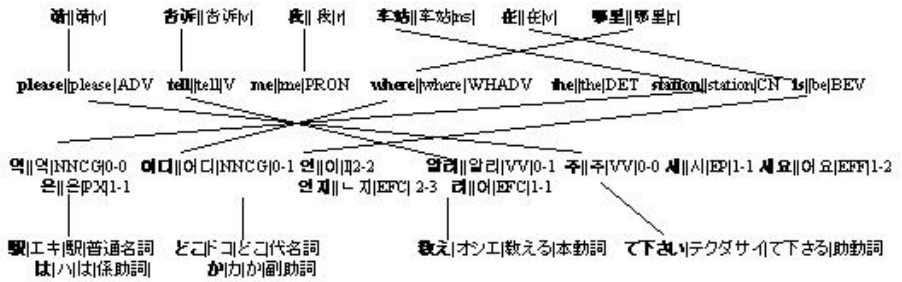 请||请|v| 告诉||告诉|v| 我|| 我|r| 车站||车站|ns| 在||在|v| 哪里||哪里|r|
please||please|ADV tell||tell|V me||me|PRON where||where|WHADV the||the|DET station||station|CN is||be|BEV
역||역|NNCG|0-0 어디||어디|NNCG|0-1 인||이|I|2-2 알려||알리|VV|0-1 주||주|VV|0-0 세||시|EP|1-1 세요||어요|EFF|1-2
은||은|PX|1-1 인지||ㄴ지|EFC| 2-3 려||어|EFC|1-1
駅|エキ|駅|普通名詞 どこ|ドコ|どこ|代名詞 教え|オシエ|教える|本動詞 て下さい|テクダサイ|て下さる|助動詞
は|ハ|は|係助詞| か|カ|か|副助詞